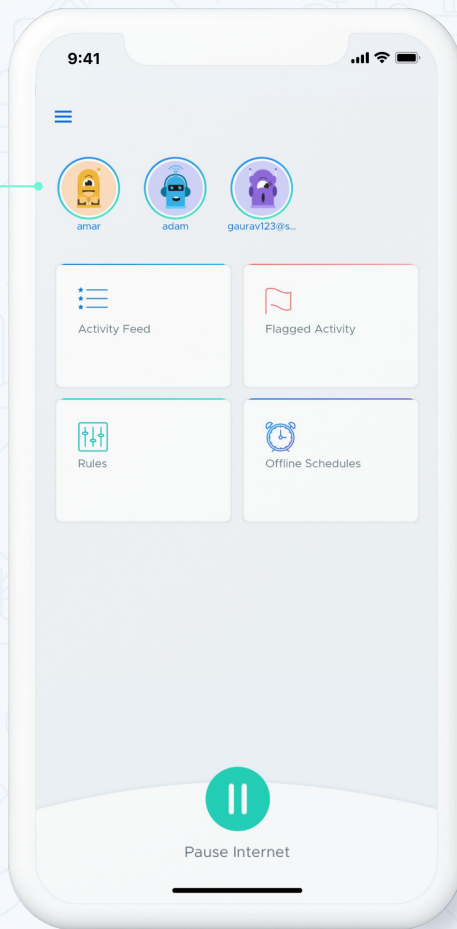 9:41
amar
adam
gaurav123@s...
Activity Feed
Flagged Activity
Rules
Offline Schedules
Pause Internet